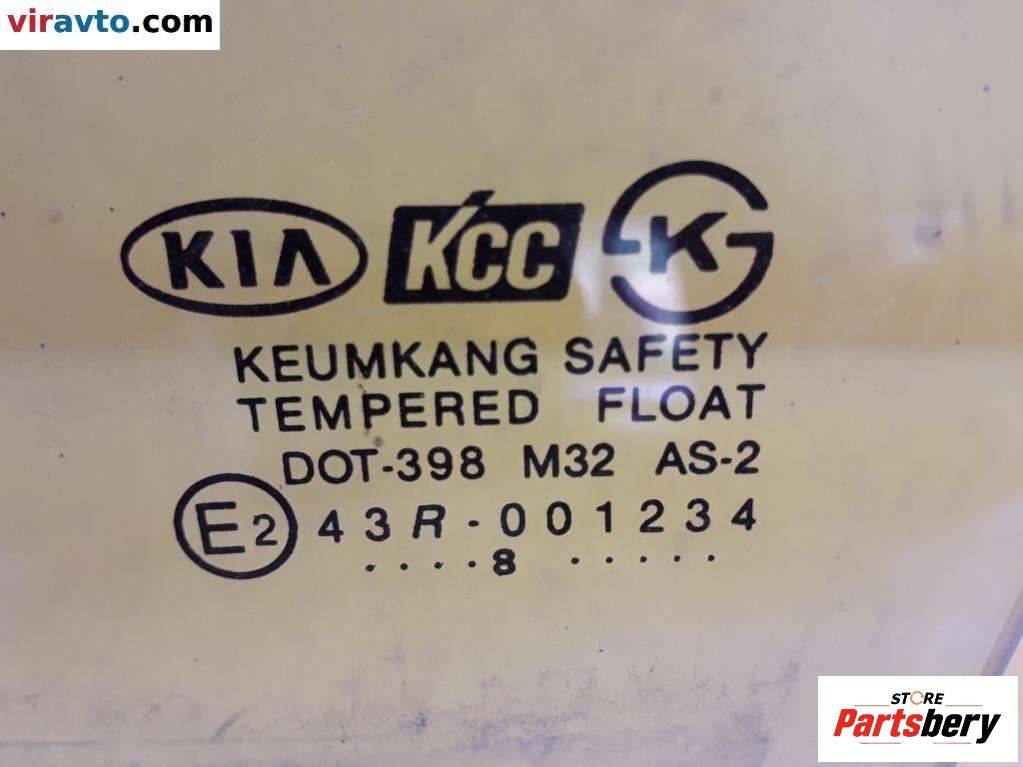 viravto.com
KIA KCC KS
KEUMKANG SAFETY
TEMPERED FLOAT
DOT-398 M32 AS-2
E2 43R-001234
....8 .....
STORE
Partsbery